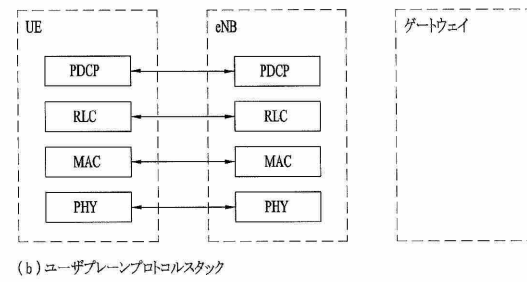 UE eNB ゲートウェイ
PDCP PDCP
RLC RLC
MAC MAC
PHY PHY
(b)ユーザプレーンプロトコルスタック